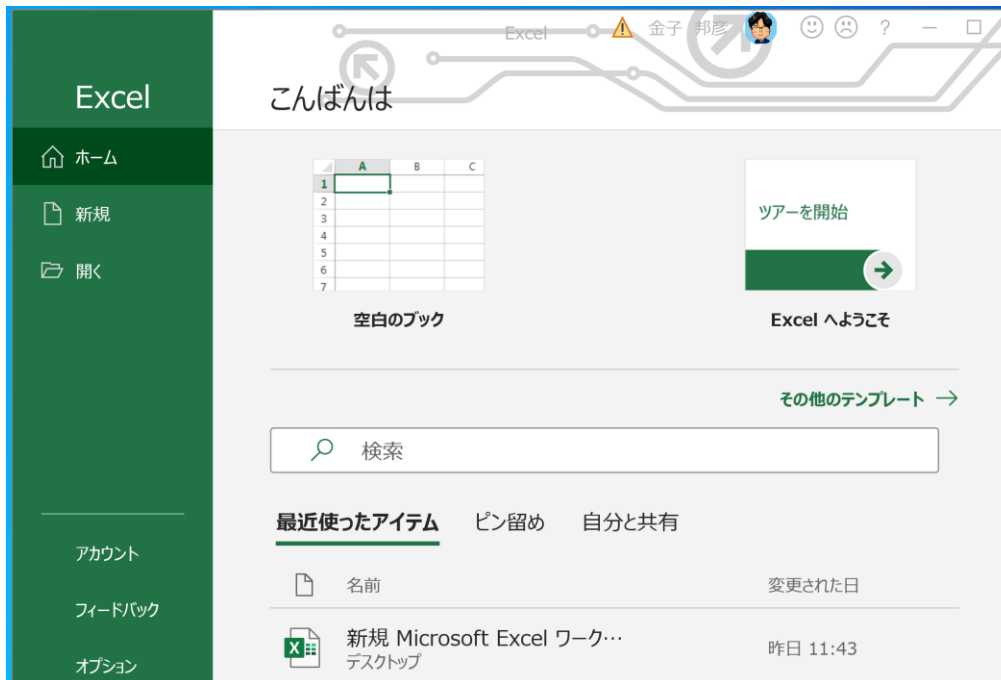 Excel 金子 邦彦 ?
Excel
こんばんは
ホーム
新規
開く
A B C
1
2
3
4
5
6
7
空白のブック
ツアーを開始
Excel へようこそ
その他のテンプレート
検索
最近使ったアイテム ピン留め 自分と共有
名前 変更された日
新規 Microsoft Excel ワーク…
デスクトップ
昨日 11:43
アカウント
フィードバック
オプション